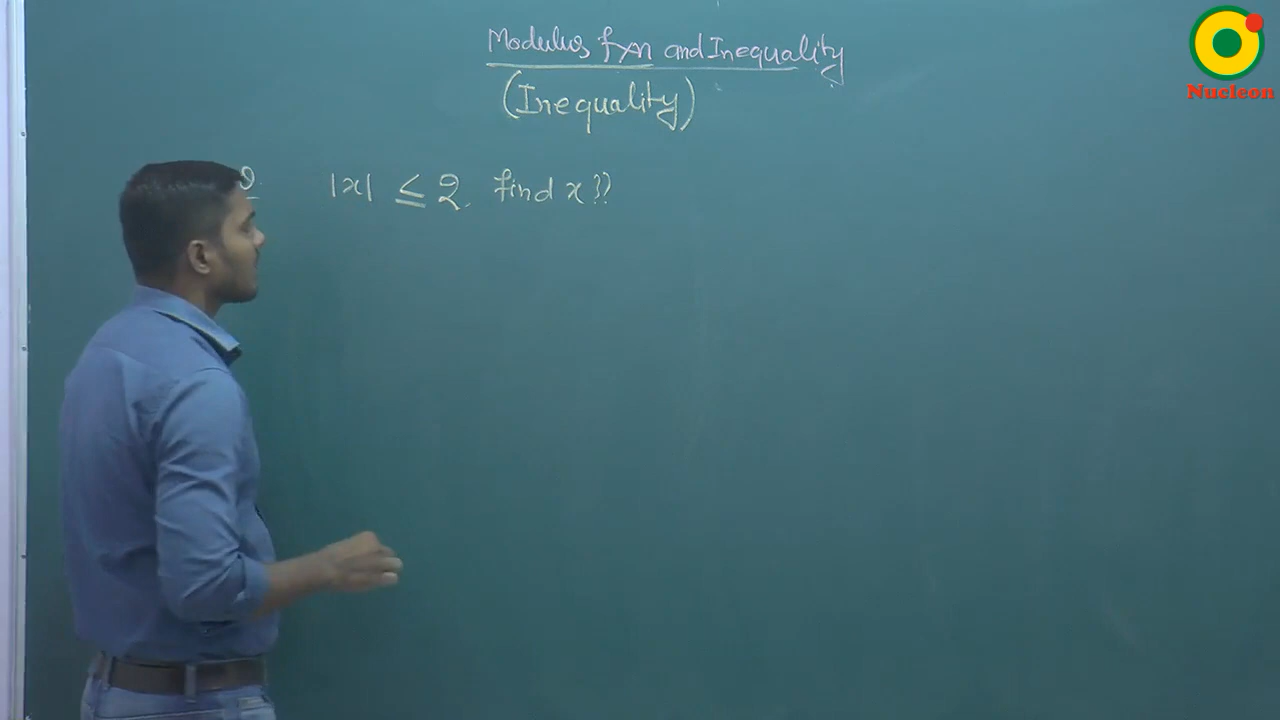 Modulus fxn and Inequality
(Inequality)
Q. |x| ≤ 2. find x??
Nucleon